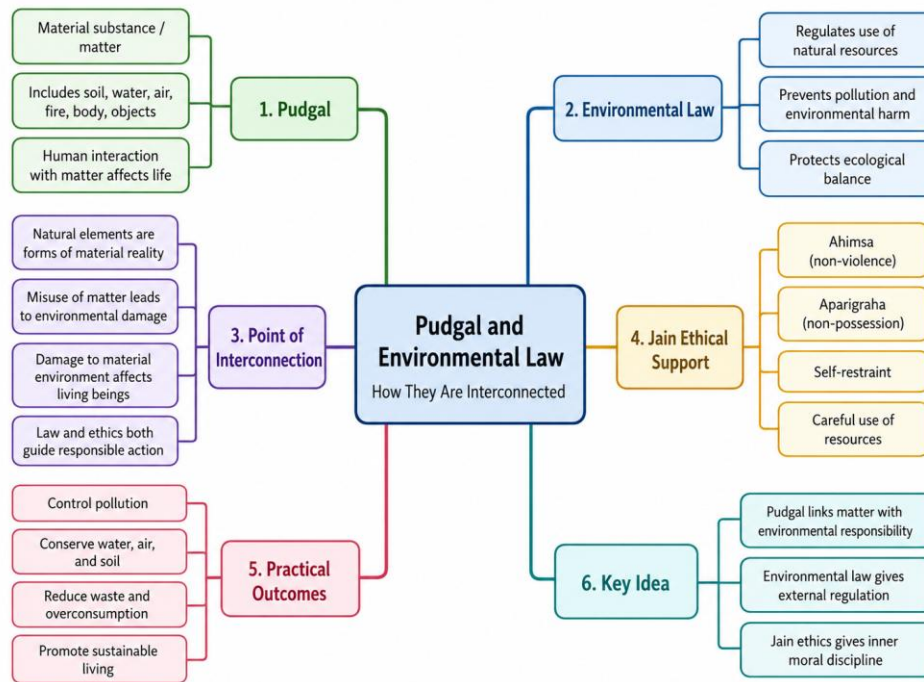 Pudgal and
Environmental Law
How They Are Interconnected
1. Pudgal
Material substance /
matter
Includes soil, water, air,
fire, body, objects
Human interaction
with matter affects life
2. Environmental Law
Regulates use of
natural resources
Prevents pollution and
environmental harm
Protects ecological
balance
3. Point of
Interconnection
Natural elements are
forms of material reality
Misuse of matter leads
to environmental damage
Damage to material
environment affects
living beings
Law and ethics both
guide responsible action
4. Jain Ethical
Support
Ahimsa
(non-violence)
Aparigraha
(non-possession)
Self-restraint
Careful use of
resources
5. Practical
Outcomes
Control pollution
Conserve water, air,
and soil
Reduce waste and
overconsumption
Promote sustainable
living
6. Key Idea
Pudgal links matter with
environmental responsibility
Environmental law gives
external regulation
Jain ethics gives inner
moral discipline